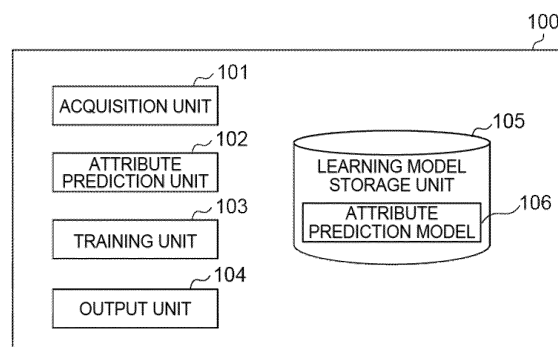 100
101
ACQUISITION UNIT
102
ATTRIBUTE
PREDICTION UNIT
103
TRAINING UNIT
104
OUTPUT UNIT
105
LEARNING MODEL
STORAGE UNIT
ATTRIBUTE
PREDICTION MODEL
106